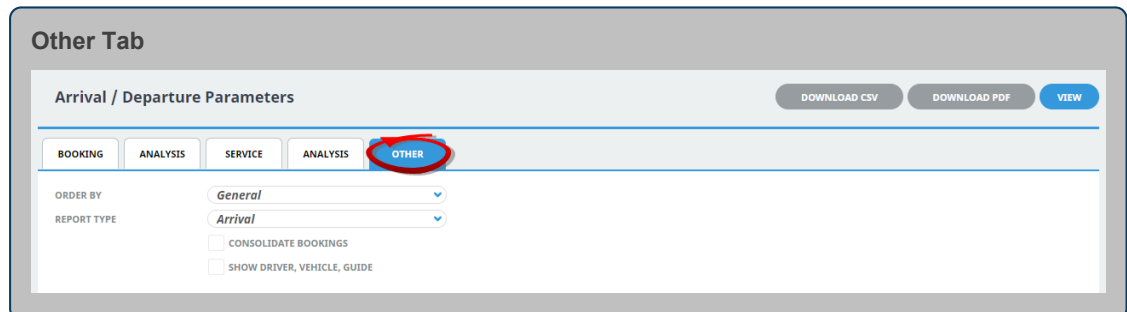 Other Tab
Arrival / Departure Parameters
DOWNLOAD CSV DOWNLOAD PDF VIEW
BOOKING ANALYSIS SERVICE ANALYSIS OTHER
ORDER BY General
REPORT TYPE Arrival
CONSOLIDATE BOOKINGS
SHOW DRIVER, VEHICLE, GUIDE